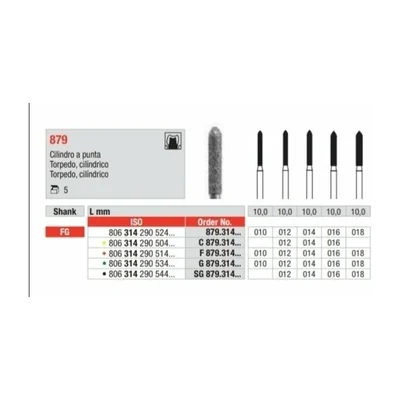 879
Cilindro a punta
Torpedo, cilíndrico
Torpedo, cilíndrico
5
Shank L mm 10,0 10,0 10,0 10,0 10,0
ISO Order No.
FG 806 314 290 524... 879.314... 010 012 014 016 018
806 314 290 504... C 879.314... 012 014 016
806 314 290 514... F 879.314... 010 012 014 016 018
806 314 290 534... G 879.314... 010 012 014 016 018
806 314 290 544... SG 879.314... 012 014 016 018